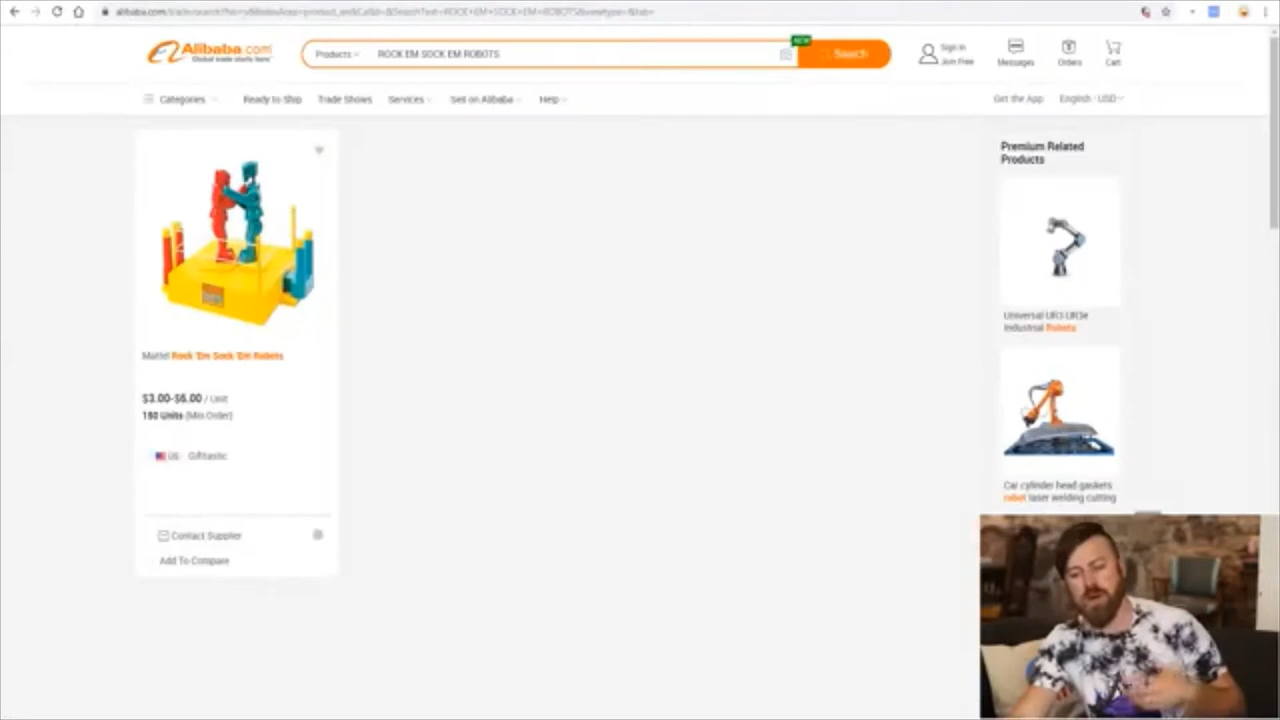 Alibaba.com
Global trade starts here
Products
ROCK EM SOCK EM ROBOTS
NEW
Search
Sign In
Join Free
Messages
Orders
Cart
Categories
Ready to Ship
Trade Shows
Services
Sell on Alibaba
Help
Get the App
English - USD
Mattel Rock 'Em Sock 'Em Robots
$3.00-$6.00 / Unit
150 Units (Min Order)
US
Gifttastic
Contact Supplier
Add To Compare
Premium Related
Products
Universal UR3 UR3e
Industrial Robots
Car cylinder head gaskets
robot laser welding cutting